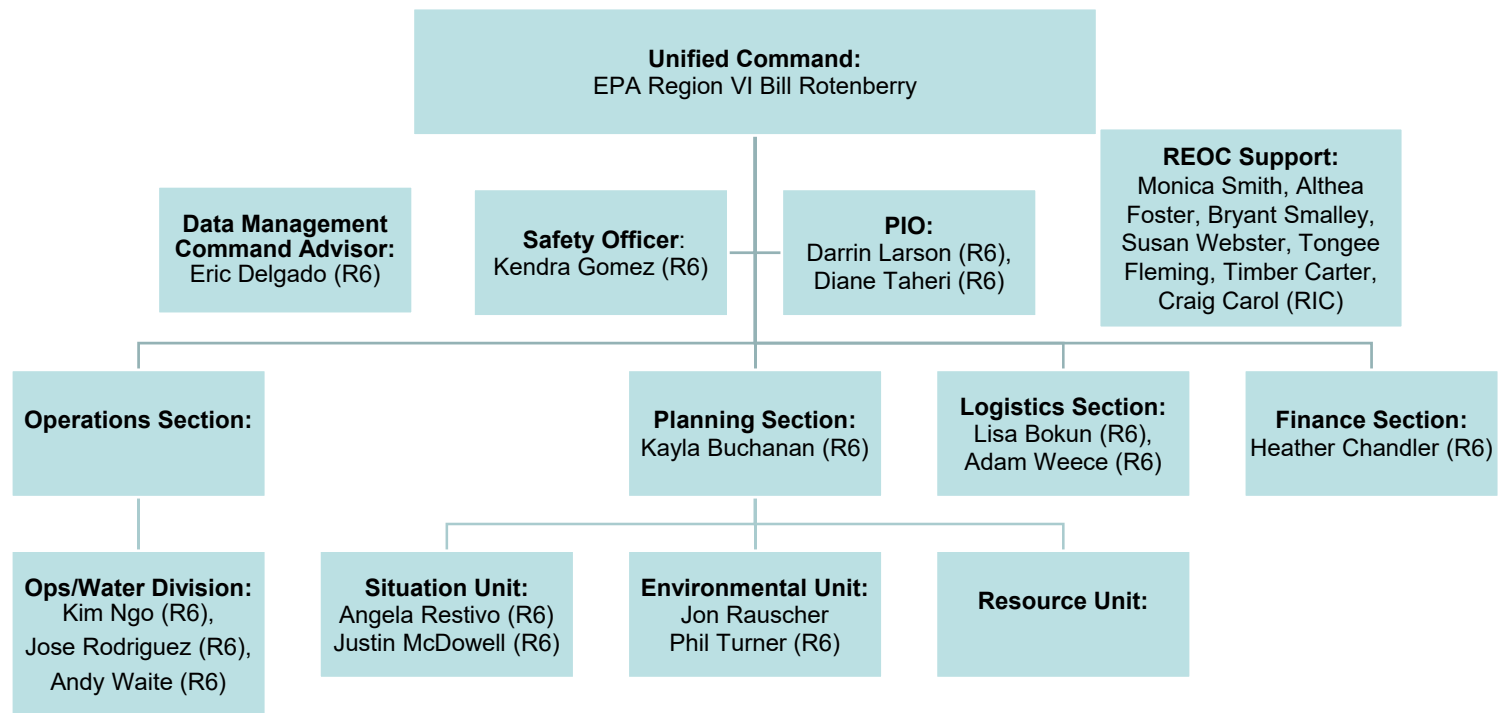 Unified Command:
EPA Region VI Bill Rotenberry
Data Management
Command Advisor:
Eric Delgado (R6)
Safety Officer:
Kendra Gomez (R6)
PIO:
Darrin Larson (R6),
Diane Taheri (R6)
REOC Support:
Monica Smith, Althea
Foster, Bryant Smalley,
Susan Webster, Tongee
Fleming, Timber Carter,
Craig Carol (RIC)
Operations Section:
Planning Section:
Kayla Buchanan (R6)
Logistics Section:
Lisa Bokun (R6),
Adam Weece (R6)
Finance Section:
Heather Chandler (R6)
Ops/Water Division:
Kim Ngo (R6),
Jose Rodriguez (R6),
Andy Waite (R6)
Situation Unit:
Angela Restivo (R6)
Justin McDowell (R6)
Environmental Unit:
Jon Rauscher
Phil Turner (R6)
Resource Unit: